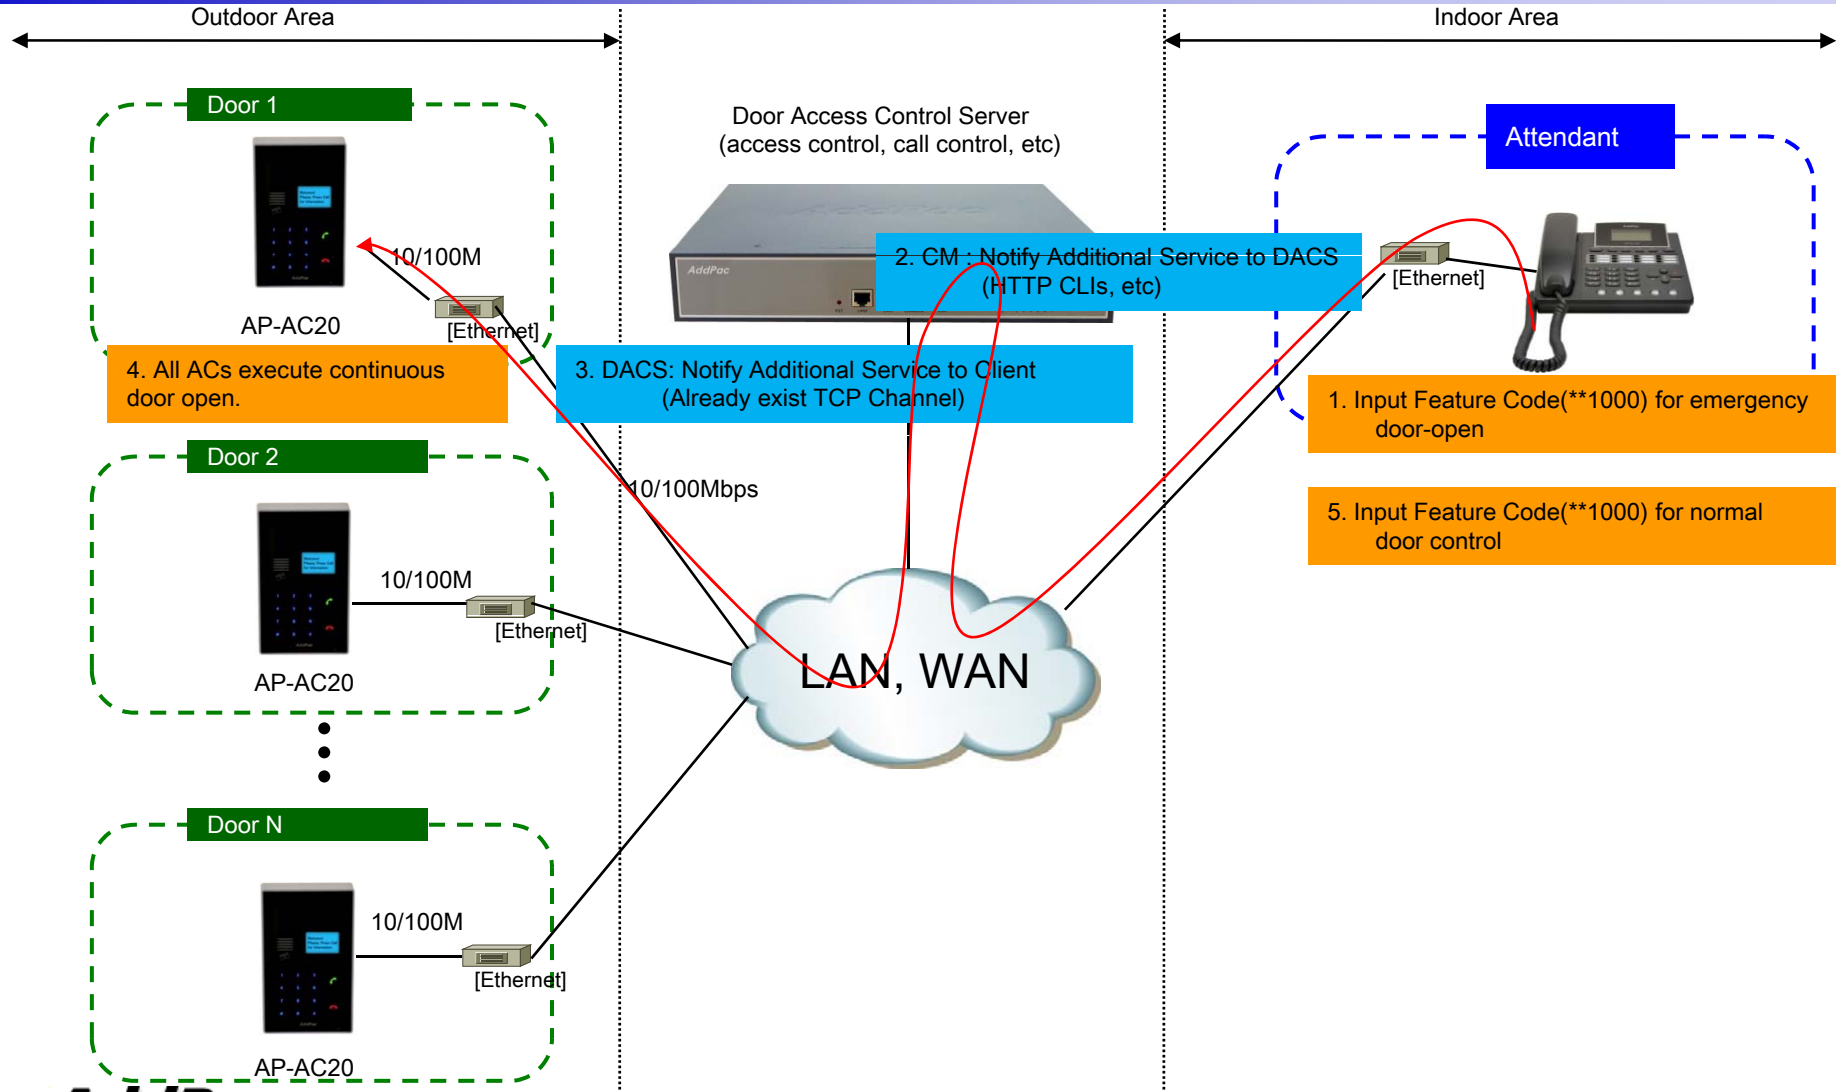 Outdoor Area
Indoor Area
Door 1
Door Access Control Server
(access control, call control, etc)
Attendant
10/100M
AddPac
2. CM : Notify Additional Service to DACS
(HTTP CLIs, etc)
[Ethernet]
AP-AC20
[Ethernet]
4. All ACs execute continuous
door open.
3. DACS: Notify Additional Service to Client
(Already exist TCP Channel)
1. Input Feature Code(**1000) for emergency
door-open
Door 2
10/100Mbps
5. Input Feature Code(**1000) for normal
door control
10/100M
[Ethernet]
AP-AC20
LAN, WAN
Door N
10/100M
[Ethernet]
AP-AC20